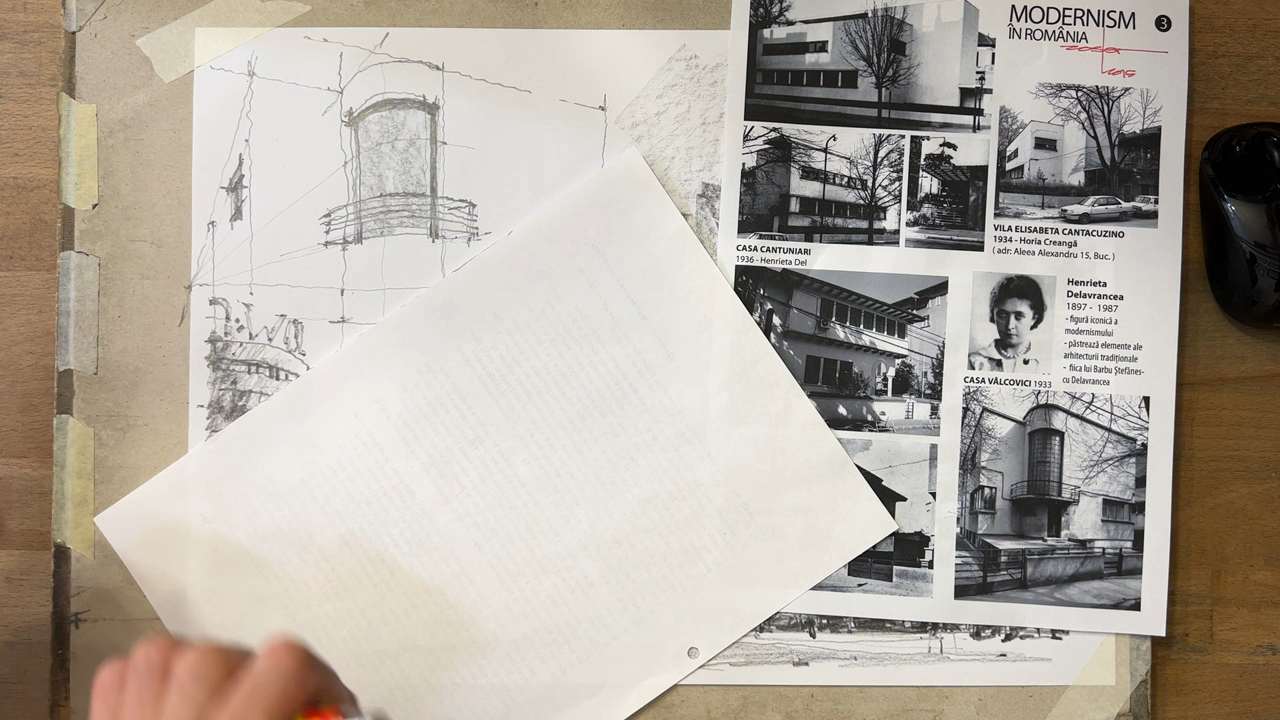 MODERNISM
ÎN ROMÂNIA
3
VILA ELISABETA CANTACUZINO
1934 - Horia Creangă
( adr: Aleea Alexandru 15, Buc. )
CASA CANTUNIARI
1936 - Henrieta Del
Henrieta
Delavrancea
1897 - 1987
- figură iconică a
modernismului
- păstrează elemente ale
arhitecturii tradiționale
- fiica lui Barbu Ștefănes-
cu Delavrancea
CASA VÂLCOVICI 1933